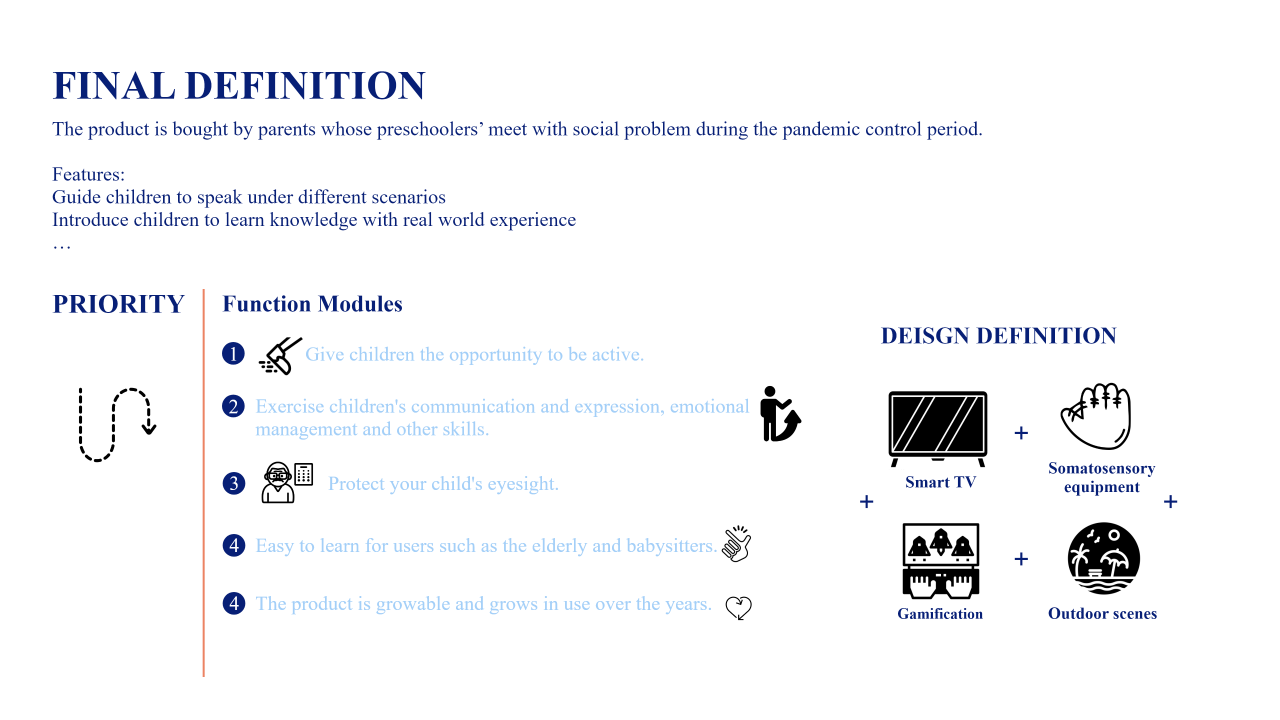 FINAL DEFINITION
The product is bought by parents whose preschoolers’ meet with social problem during the pandemic control period.
Features:
Guide children to speak under different scenarios
Introduce children to learn knowledge with real world experience
…
PRIORITY
Function Modules
1 Give children the opportunity to be active.
2 Exercise children's communication and expression, emotional
management and other skills.
3 Protect your child's eyesight.
4 Easy to learn for users such as the elderly and babysitters.
4 The product is growable and grows in use over the years.
DEISGN DEFINITION
+
Smart TV
Somatosensory
equipment
+ +
+
Gamification
Outdoor scenes